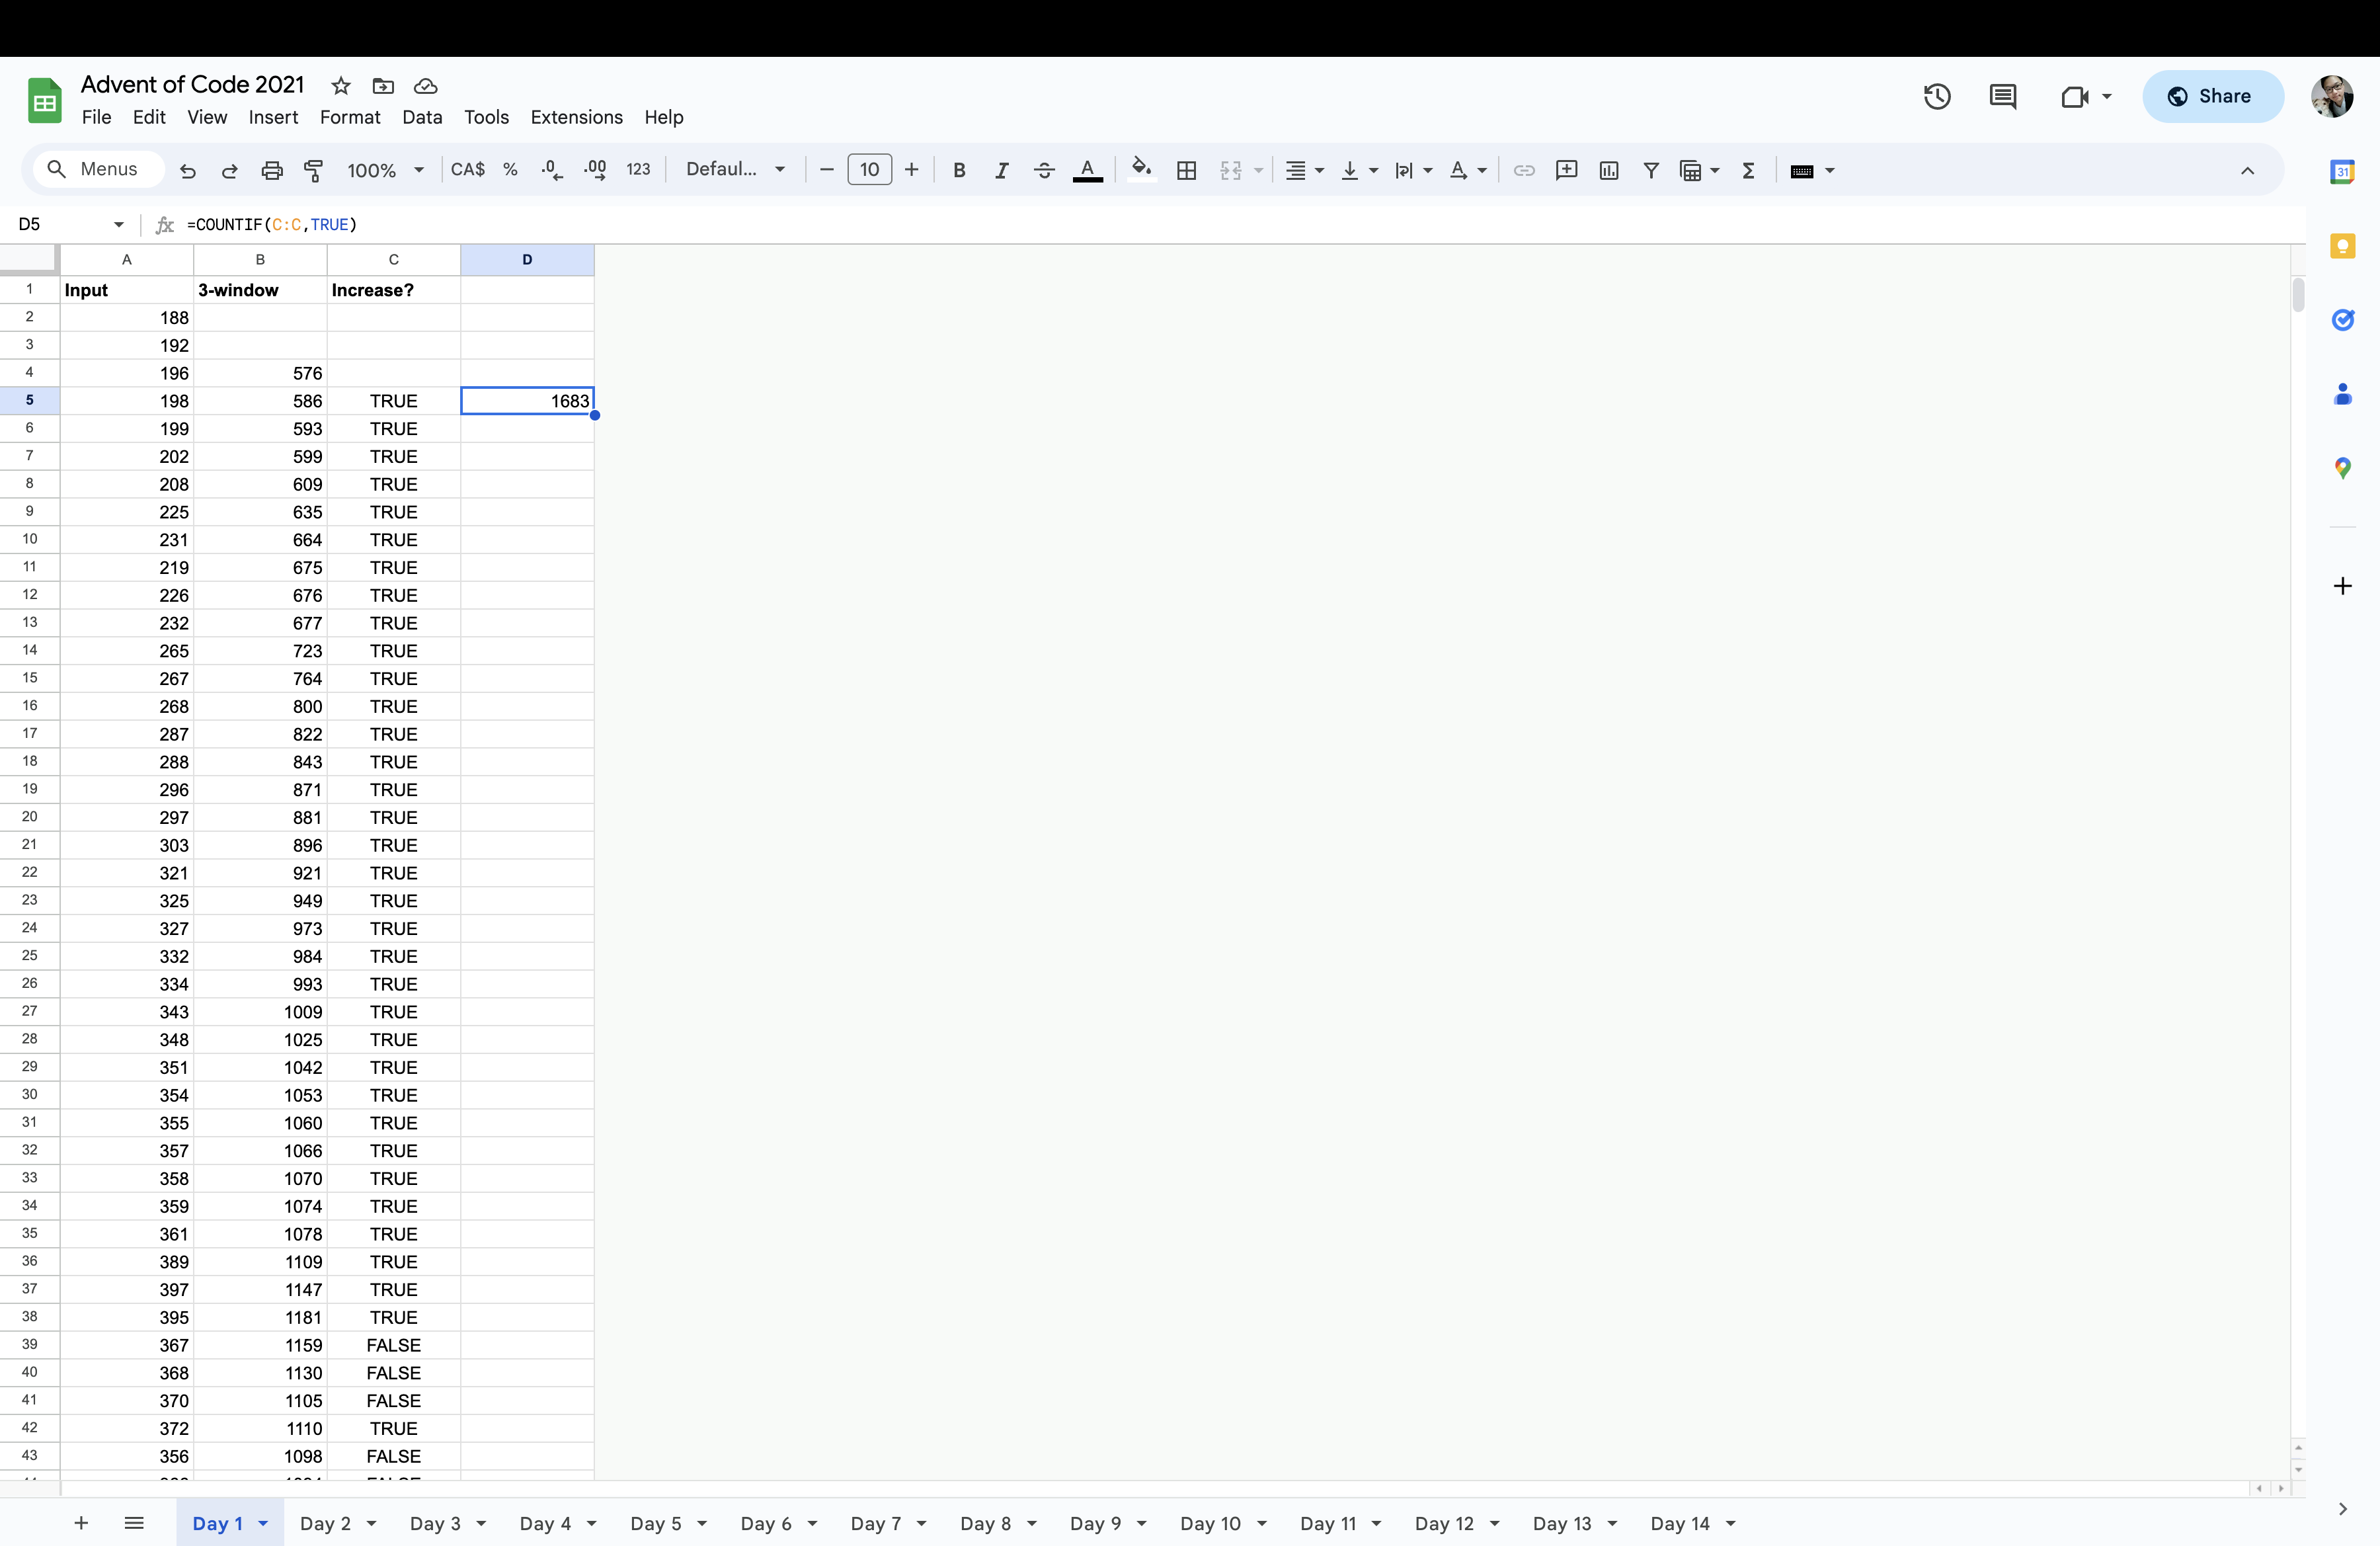 Advent of Code 2021
File Edit View Insert Format Data Tools Extensions Help
Share
Menus 100% CA$ % .0 .00 123 Defaul... 10 B I A
31
D5 fx =COUNTIF(C:C,TRUE)
A B C D
1 Input 3-window Increase?
2 188
3 192
4 196 576
5 198 586 TRUE 1683
6 199 593 TRUE
7 202 599 TRUE
8 208 609 TRUE
9 225 635 TRUE
10 231 664 TRUE
11 219 675 TRUE
12 226 676 TRUE
13 232 677 TRUE
14 265 723 TRUE
15 267 764 TRUE
16 268 800 TRUE
17 287 822 TRUE
18 288 843 TRUE
19 296 871 TRUE
20 297 881 TRUE
21 303 896 TRUE
22 321 921 TRUE
23 325 949 TRUE
24 327 973 TRUE
25 332 984 TRUE
26 334 993 TRUE
27 343 1009 TRUE
28 348 1025 TRUE
29 351 1042 TRUE
30 354 1053 TRUE
31 355 1060 TRUE
32 357 1066 TRUE
33 358 1070 TRUE
34 359 1074 TRUE
35 361 1078 TRUE
36 389 1109 TRUE
37 397 1147 TRUE
38 395 1181 TRUE
39 367 1159 FALSE
40 368 1130 FALSE
41 370 1105 FALSE
42 372 1110 TRUE
43 356 1098 FALSE
Day 1 Day 2 Day 3 Day 4 Day 5 Day 6 Day 7 Day 8 Day 9 Day 10 Day 11 Day 12 Day 13 Day 14